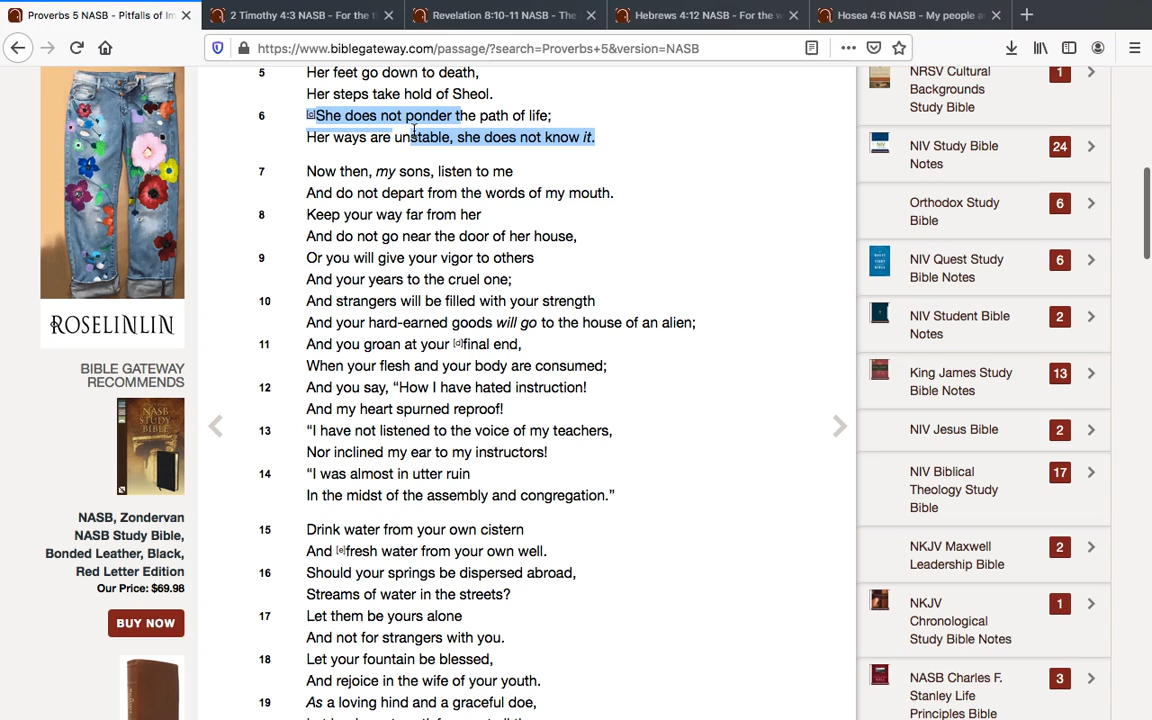 Proverbs 5 NASB - Pitfalls of Im
2 Timothy 4:3 NASB - For the t
Revelation 8:10-11 NASB - The
Hebrews 4:12 NASB - For the w
Hosea 4:6 NASB - My people a
https://www.biblegateway.com/passage/?search=Proverbs+5&version=NASB
ROSELINLIN
BIBLE GATEWAY
RECOMMENDS
NASB
STUDY
BIBLE
NASB, Zondervan
NASB Study Bible,
Bonded Leather, Black,
Red Letter Edition
Our Price: $69.98
BUY NOW
5 Her feet go down to death,
Her steps take hold of Sheol.
6 [c]She does not ponder the path of life;
Her ways are unstable, she does not know it.
7 Now then, my sons, listen to me
And do not depart from the words of my mouth.
8 Keep your way far from her
And do not go near the door of her house,
9 Or you will give your vigor to others
And your years to the cruel one;
10 And strangers will be filled with your strength
And your hard-earned goods will go to the house of an alien;
11 And you groan at your [d]final end,
When your flesh and your body are consumed;
12 And you say, “How I have hated instruction!
And my heart spurned reproof!
13 “I have not listened to the voice of my teachers,
Nor inclined my ear to my instructors!
14 “I was almost in utter ruin
In the midst of the assembly and congregation.”
15 Drink water from your own cistern
And [e]fresh water from your own well.
16 Should your springs be dispersed abroad,
Streams of water in the streets?
17 Let them be yours alone
And not for strangers with you.
18 Let your fountain be blessed,
And rejoice in the wife of your youth.
19 As a loving hind and a graceful doe,
NRSV Cultural
Backgrounds
Study Bible
1
NIV Study Bible
Notes
24
Orthodox Study
Bible
6
NIV Quest Study
Bible Notes
6
NIV Student Bible
Notes
2
King James Study
Bible Notes
13
NIV Jesus Bible
2
NIV Biblical
Theology Study
Bible
17
NKJV Maxwell
Leadership Bible
2
NKJV
Chronological
Study Bible Notes
1
NASB Charles F.
Stanley Life
Principles Bible
3